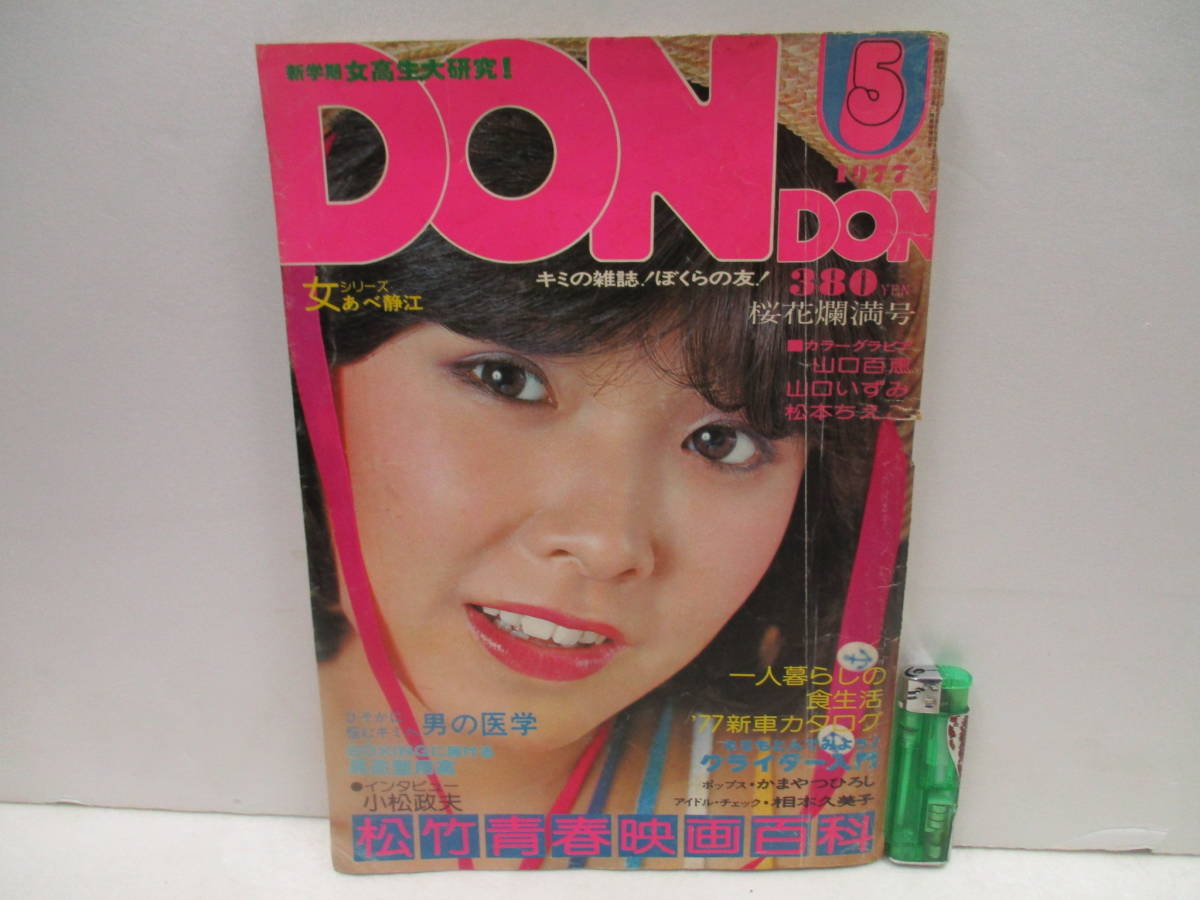 新学期女高生大研究!
DON
5
1977
DON
キミの雑誌!ぼくらの友!
380 YEN
桜花爛満号
女シリーズ
あべ静江
■カラーグラビア
山口百恵
山口いずみ
松本ちえこ
一人暮らしの
食生活
'77新車カタログ
グライダー入門
ポップス・かまやつひろし
アイドル・チェック・相本久美子
男の医学
●インタビュー
小松政夫
松竹青春映画百科